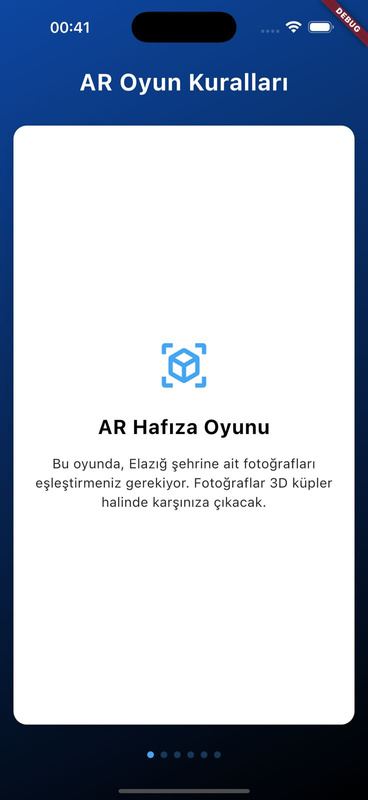 00:41
DEBUG
AR Oyun Kuralları
AR Hafıza Oyunu
Bu oyunda, Elazığ şehrine ait fotoğrafları
eşleştirmeniz gerekiyor. Fotoğraflar 3D küpler
halinde karşınıza çıkacak.